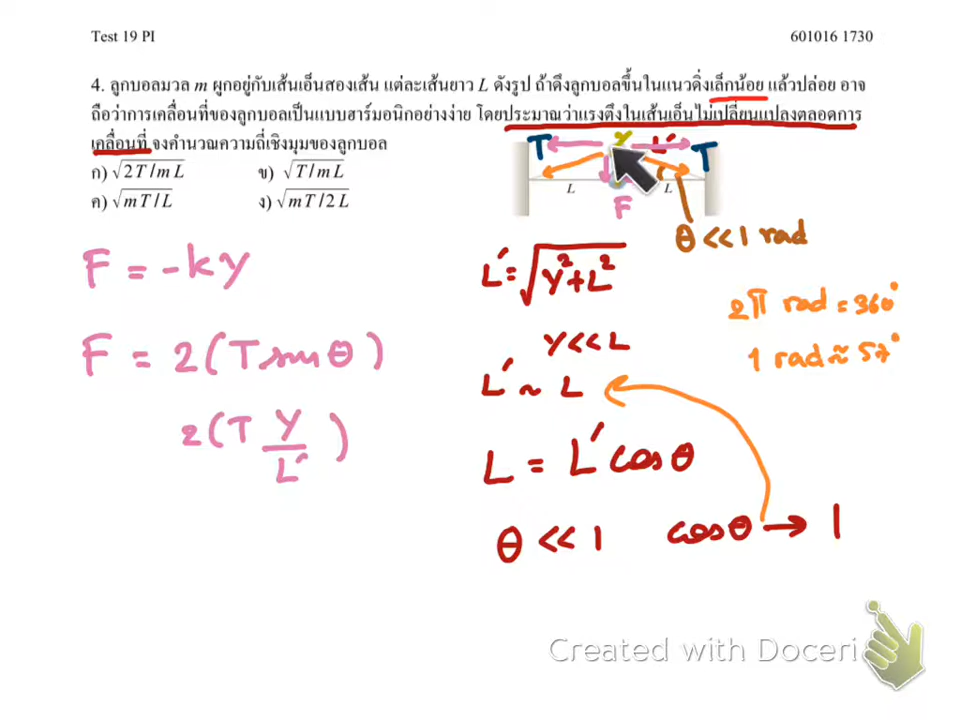 Test 19 PI
601016 1730
4. ลูกบอลมวล m ผูกอยู่กับเส้นเอ็นสองเส้น แต่ละเส้นยาว L ดังรูป ถ้าดึงลูกบอลขึ้นในแนวดิ่งเล็กน้อย แล้วปล่อย อาจ
ถือว่าการเคลื่อนที่ของลูกบอลเป็นแบบฮาร์มอนิกอย่างง่าย โดยประมาณว่าแรงตึงในเส้นเอ็นไม่เปลี่ยนแปลงตลอดการ
เคลื่อนที่ จงคำนวณความถี่เชิงมุมของลูกบอล
ก) √2T/mL
ข) √T/mL
ค) √mT/L
ง) √mT/2L
T
Y
L'
T
L
L
F
θ << 1 rad
F = -kY
L' = √Y²+L²
2π rad = 360°
F = 2(T sinθ)
Y << L
1 rad ≈ 57°
L' ~ L
2(T Y/L')
L = L' cosθ
θ << 1
cosθ → 1
Created with Doceri